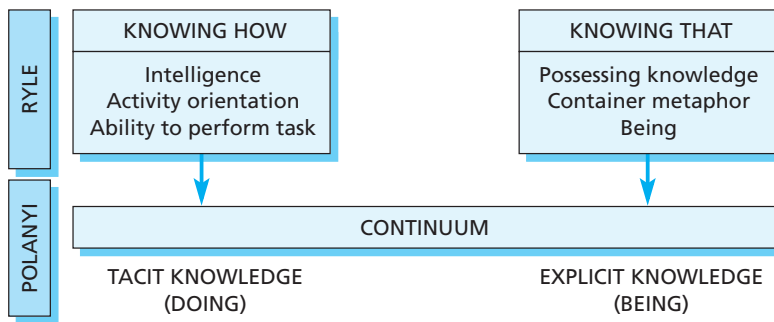 RYLE
KNOWING HOW
Intelligence
Activity orientation
Ability to perform task
KNOWING THAT
Possessing knowledge
Container metaphor
Being
POLANYI
CONTINUUM
TACIT KNOWLEDGE
(DOING)
EXPLICIT KNOWLEDGE
(BEING)